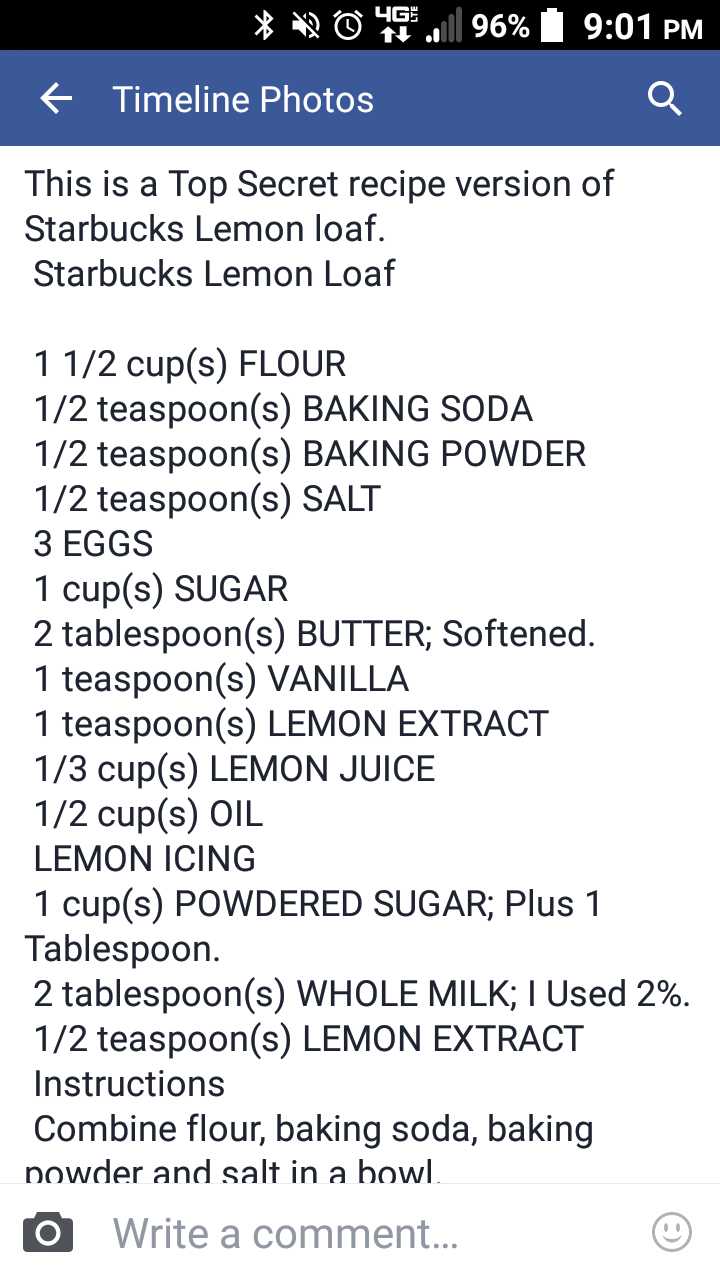 4G LTE 96% 9:01 PM
Timeline Photos
This is a Top Secret recipe version of
Starbucks Lemon loaf.
Starbucks Lemon Loaf
1 1/2 cup(s) FLOUR
1/2 teaspoon(s) BAKING SODA
1/2 teaspoon(s) BAKING POWDER
1/2 teaspoon(s) SALT
3 EGGS
1 cup(s) SUGAR
2 tablespoon(s) BUTTER; Softened.
1 teaspoon(s) VANILLA
1 teaspoon(s) LEMON EXTRACT
1/3 cup(s) LEMON JUICE
1/2 cup(s) OIL
LEMON ICING
1 cup(s) POWDERED SUGAR; Plus 1
Tablespoon.
2 tablespoon(s) WHOLE MILK; I Used 2%.
1/2 teaspoon(s) LEMON EXTRACT
Instructions
Combine flour, baking soda, baking
powder and salt in a bowl.
Write a comment...